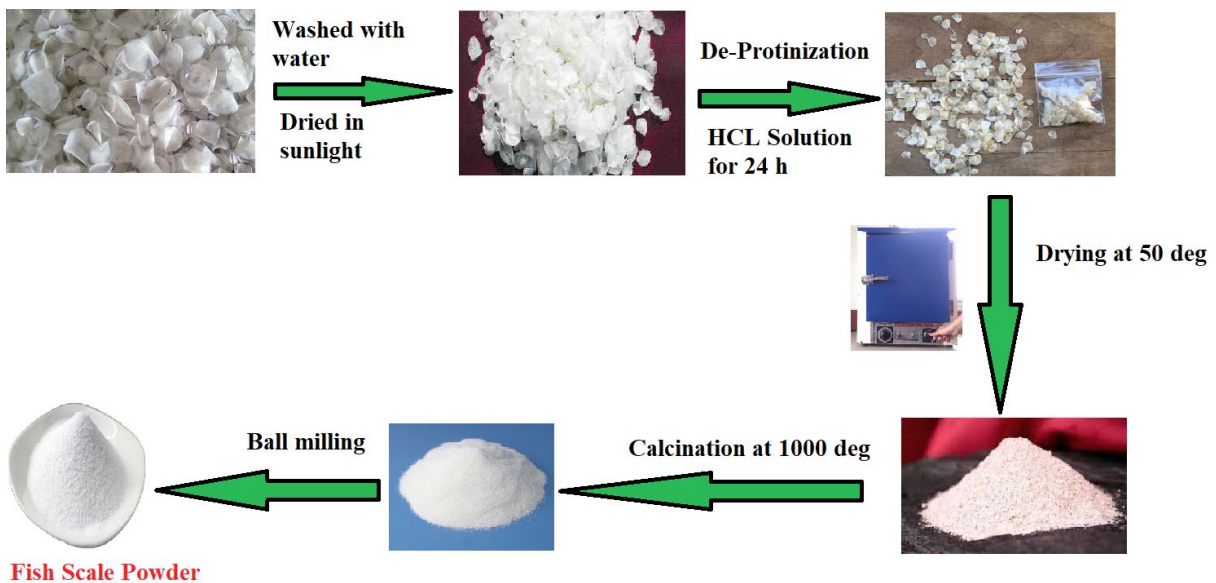 Washed with
water
Dried in
sunlight
De-Protinization
HCL Solution
for 24 h
Drying at 50 deg
Calcination at 1000 deg
Ball milling
Fish Scale Powder